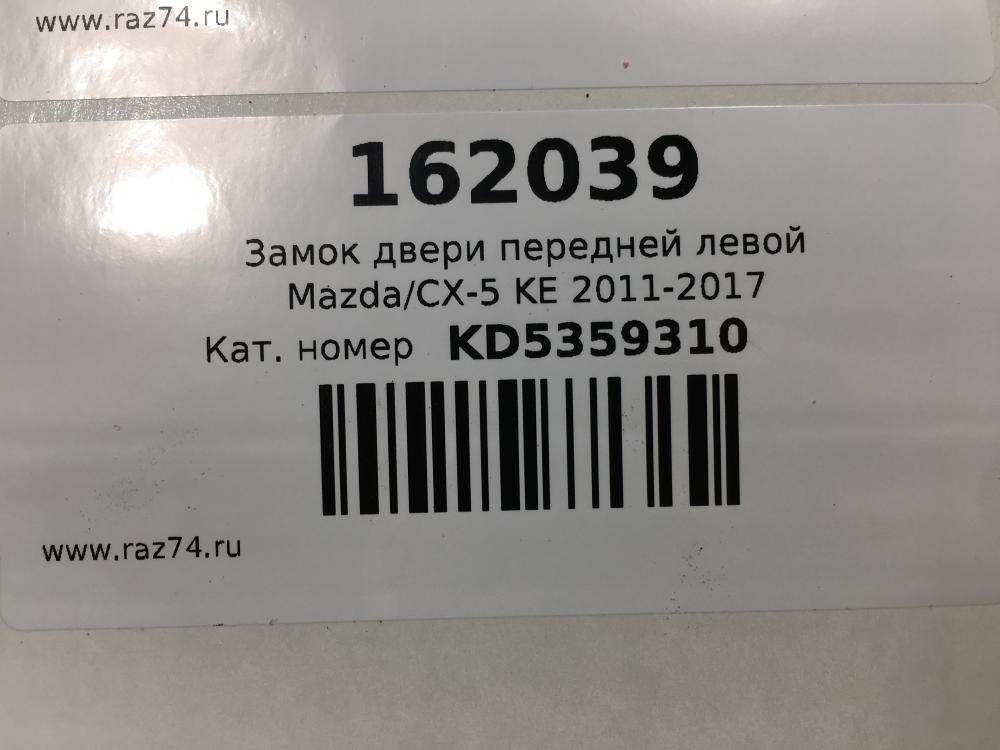 www.raz74.ru
162039
Замок двери передней левой
Mazda/CX-5 KE 2011-2017
Кат. номер KD5359310
www.raz74.ru